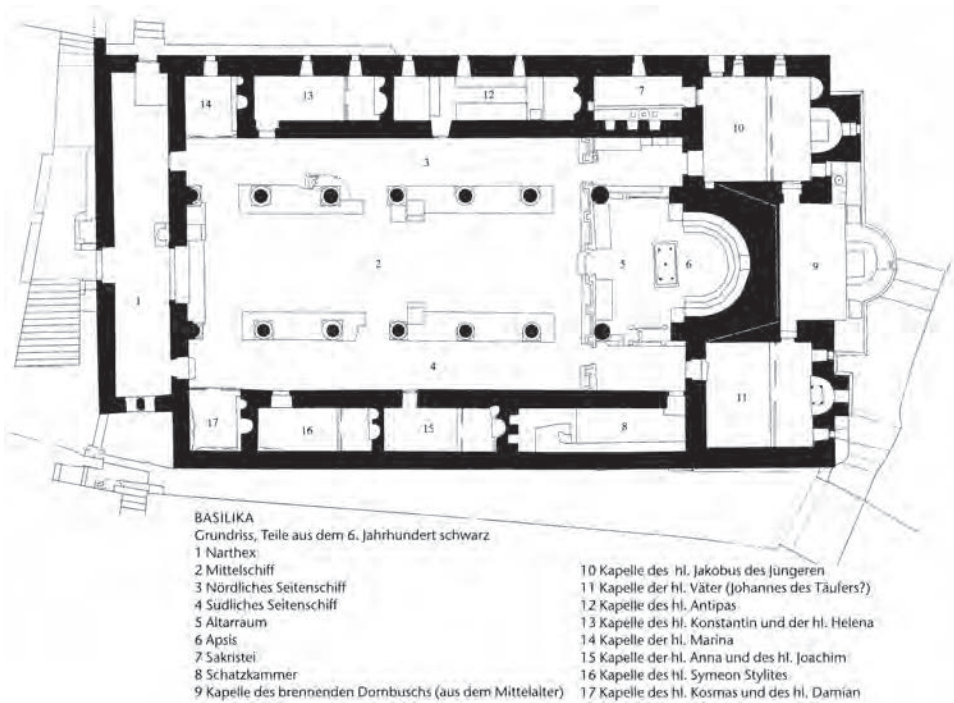 14
13
12
7
10
3
1
2
5
6
9
4
11
17
16
15
8
BASILIKA
Grundriss, Teile aus dem 6. Jahrhundert schwarz
1 Narthex
2 Mittelschiff
3 Nördliches Seitenschiff
4 Südliches Seitenschiff
5 Altarraum
6 Apsis
7 Sakristei
8 Schatzkammer
9 Kapelle des brennenden Dornbuschs (aus dem Mittelalter)
10 Kapelle des hl. Jakobus des Jüngeren
11 Kapelle der hl. Väter (Johannes des Täufers?)
12 Kapelle des hl. Antipas
13 Kapelle des hl. Konstantin und der hl. Helena
14 Kapelle der hl. Marina
15 Kapelle der hl. Anna und des hl. Joachim
16 Kapelle des hl. Symeon Stylites
17 Kapelle des hl. Kosmas und des hl. Damian